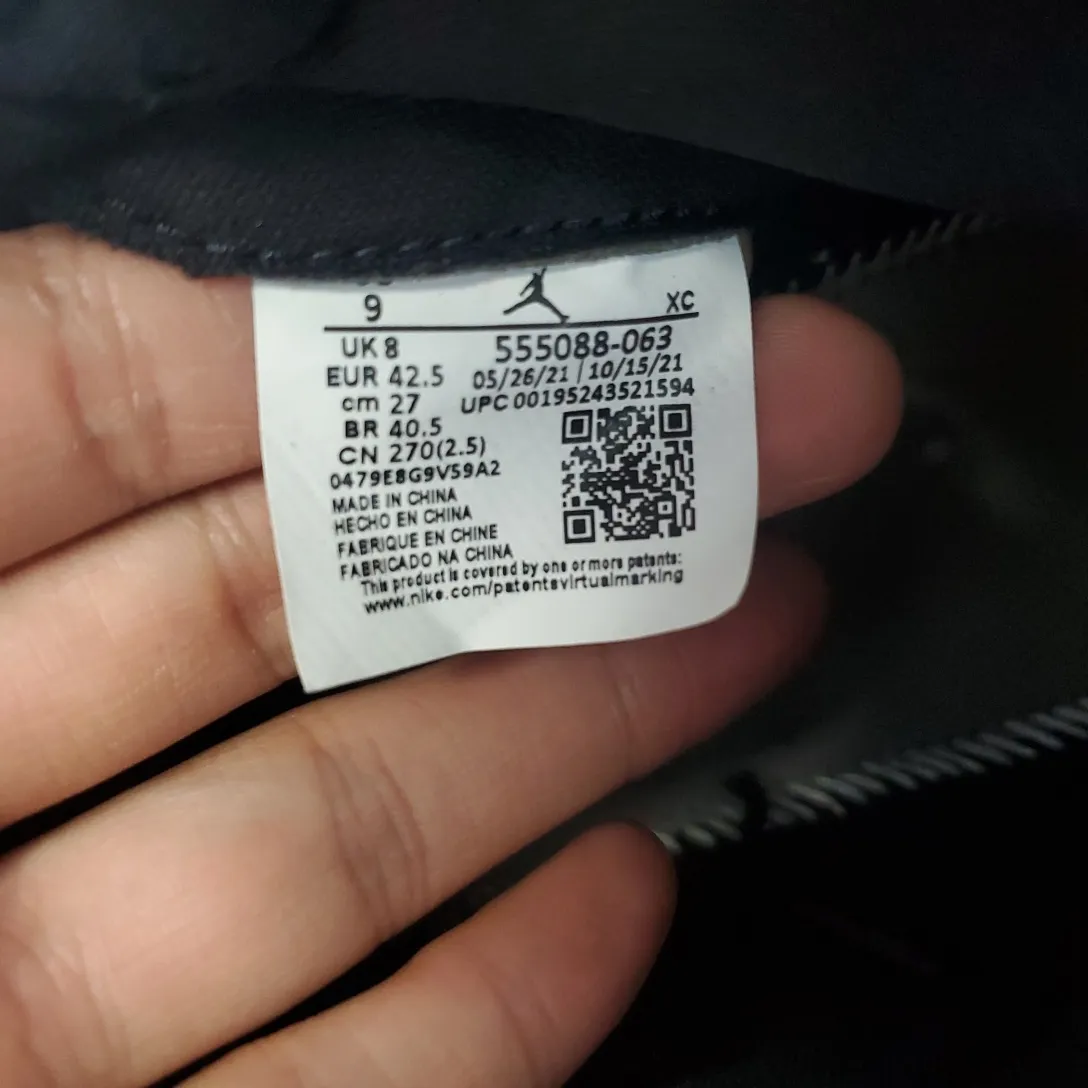 9 XC
UK 8 555088-063
EUR 42.5 05/26/21 | 10/15/21
cm 27 UPC 00195243521594
BR 40.5
CN 270(2.5)
0479E8G9V59A2
MADE IN CHINA
HECHO EN CHINA
FABRIQUE EN CHINE
FABRICADO NA CHINA
This product is covered by one or more patents:
www.nike.com/patentsvirtualmarking